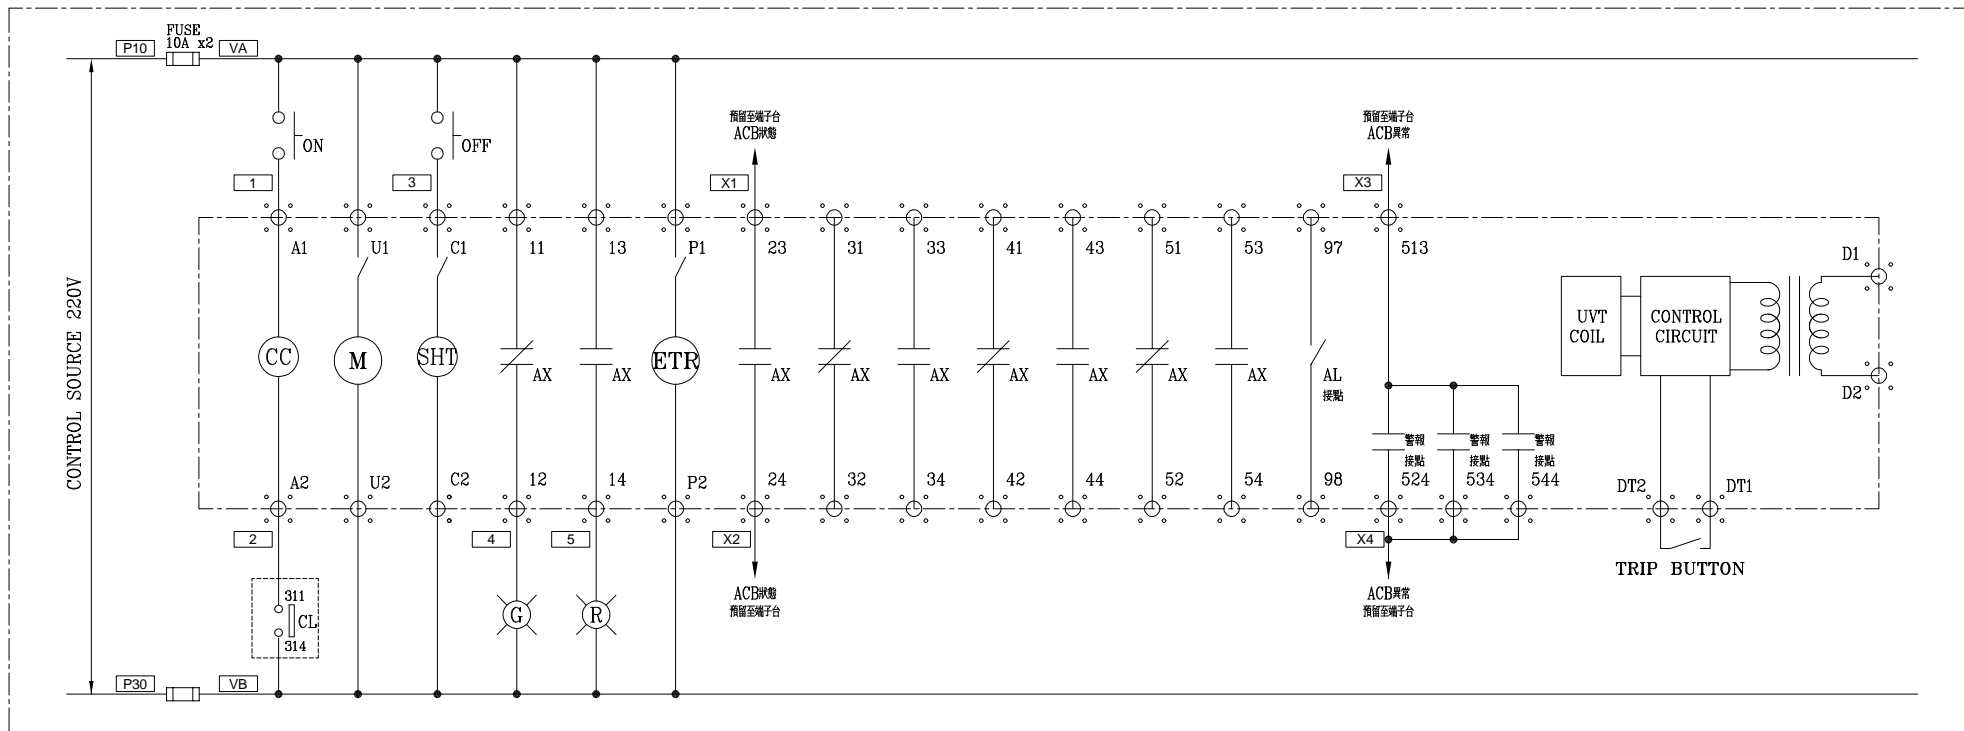 FUSE
10A x2
P10
VA
ON
OFF
預留至端子台
ACB狀態
預留至端子台
ACB異常
1
3
X1
X3
A1
U1
C1
11
13
P1
23
31
33
41
43
51
53
97
513
D1
CONTROL SOURCE 220V
CC
M
SHT
AX
AX
ETR
AX
AX
AX
AX
AX
AX
AX
AL
接點
UVT
COIL
CONTROL
CIRCUIT
D2
警報
接點
警報
接點
警報
接點
A2
U2
C2
12
14
P2
24
32
34
42
44
52
54
98
524
534
544
DT2
DT1
2
4
5
X2
X4
TRIP BUTTON
311
CL
314
G
R
ACB狀態
預留至端子台
ACB異常
預留至端子台
P30
VB